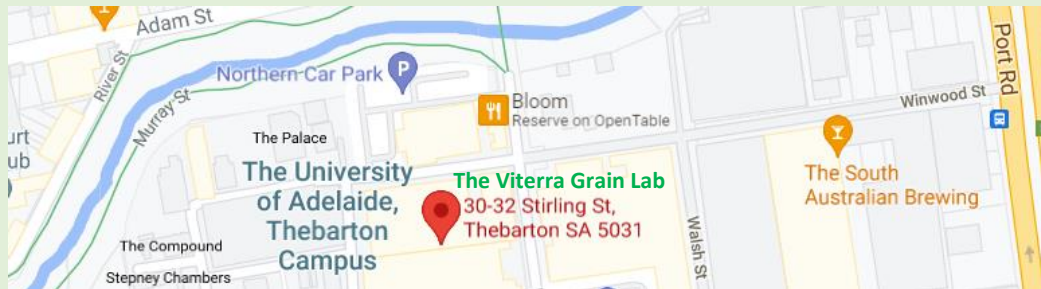 Adam St
River St
Murray St
Northern Car Park
P
Bloom
Reserve on OpenTable
Winwood St
Port Rd
The Palace
The University
of Adelaide,
Thebarton
Campus
The Viterra Grain Lab
30-32 Stirling St,
Thebarton SA 5031
The South
Australian Brewing
Walsh St
The Compound
Stepney Chambers